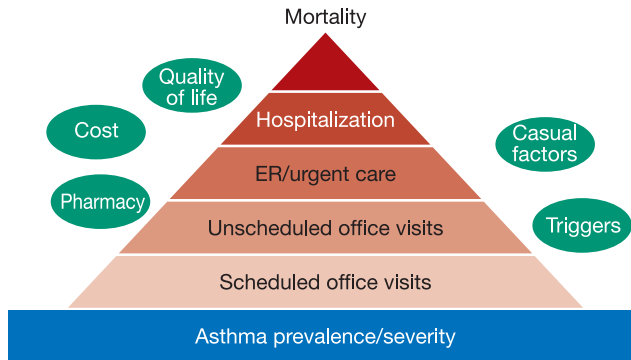 Mortality
Quality
of life
Cost
Hospitalization
Casual
factors
ER/urgent care
Pharmacy
Unscheduled office visits
Triggers
Scheduled office visits
Asthma prevalence/severity